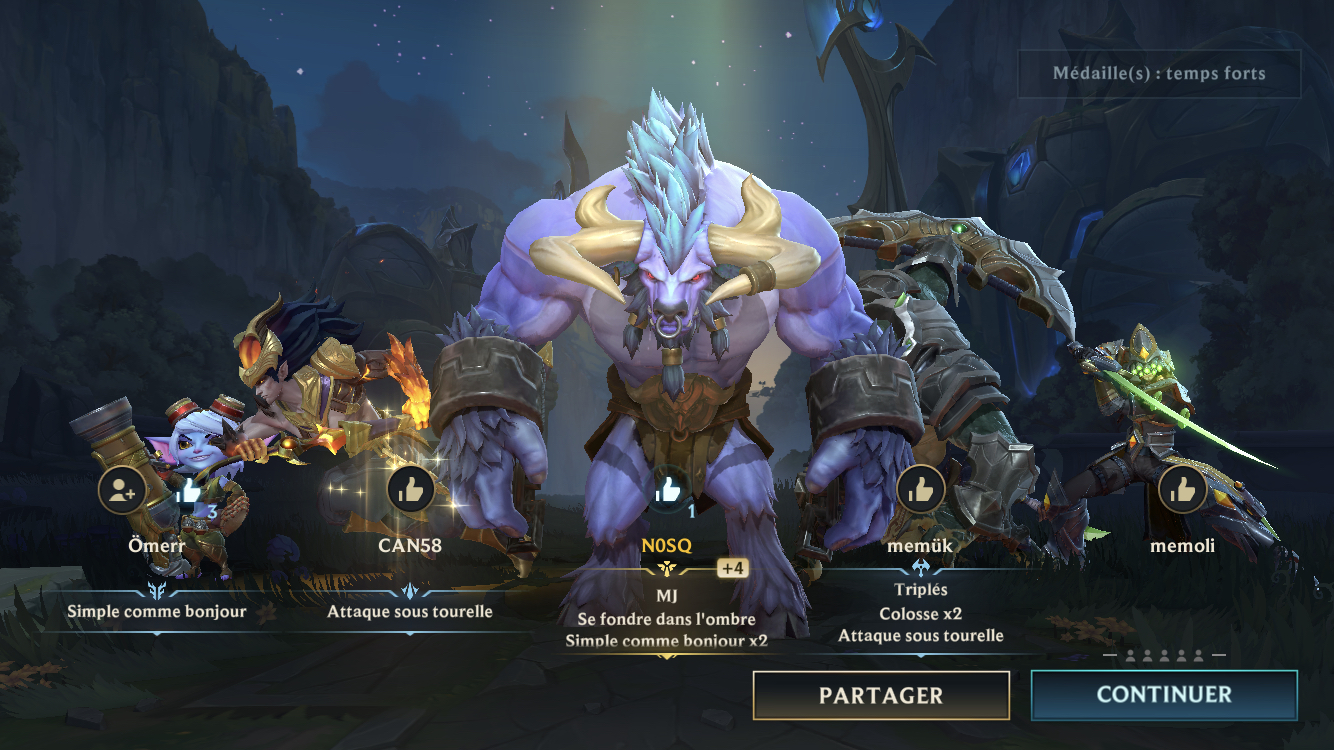 Médaille(s) : temps forts
3
1
Ömerr
CAN58
N0SQ
memük
memoli
+4
Simple comme bonjour
Attaque sous tourelle
MJ
Se fondre dans l'ombre
Simple comme bonjour x2
Triplés
Colosse x2
Attaque sous tourelle
PARTAGER
CONTINUER